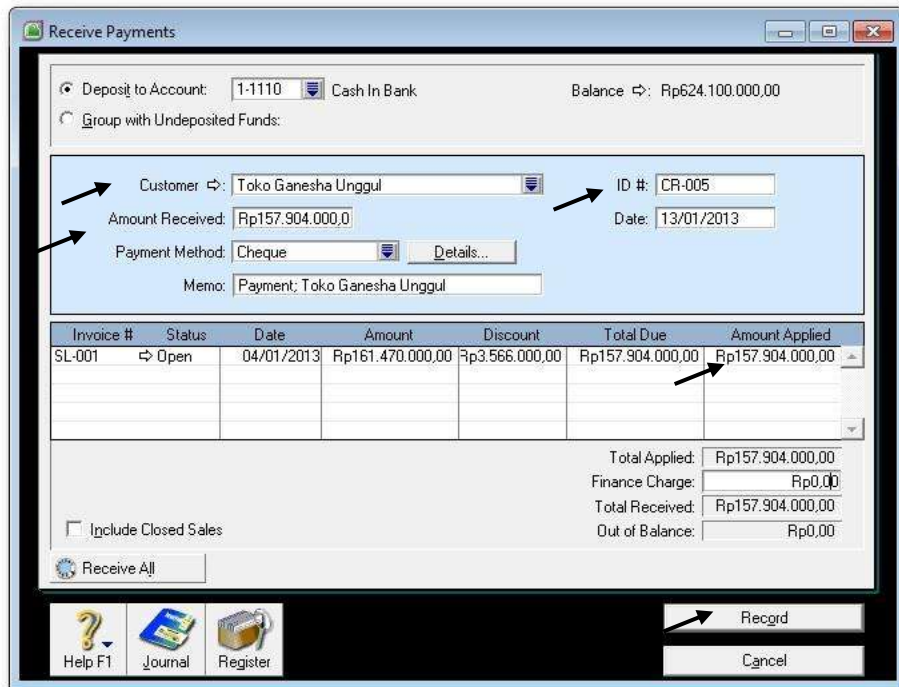 Receive Payments
Deposit to Account: 1-1110 Cash In Bank Balance ⇨: Rp624.100.000,00
Group with Undeposited Funds:
Customer ⇨: Toko Ganesha Unggul ID #: CR-005
Amount Received: Rp157.904.000,0 Date: 13/01/2013
Payment Method: Cheque Details...
Memo: Payment; Toko Ganesha Unggul
Invoice # Status Date Amount Discount Total Due Amount Applied
SL-001 ⇨ Open 04/01/2013 Rp161.470.000,00 Rp3.566.000,00 Rp157.904.000,00 Rp157.904.000,00
Total Applied: Rp157.904.000,00
Finance Charge: Rp0,00
Total Received: Rp157.904.000,00
Include Closed Sales Out of Balance: Rp0,00
Receive All
Record
Help F1 Journal Register Cancel